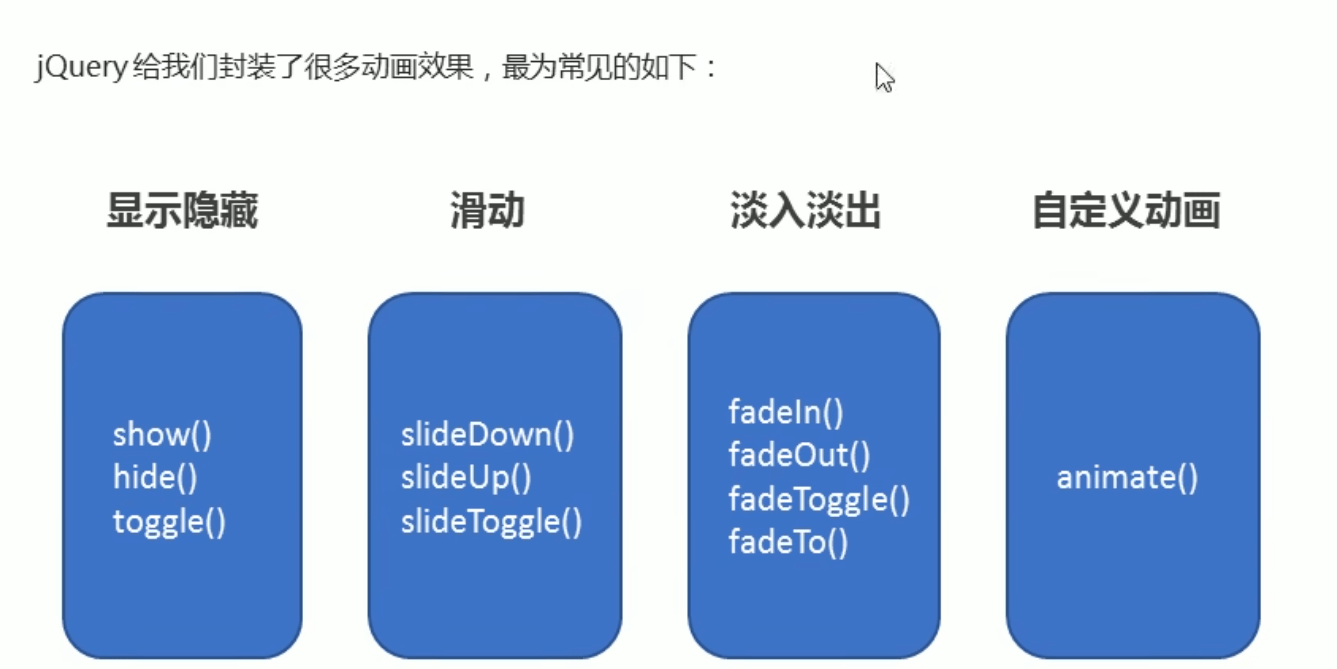 jQuery 给我们封装了很多动画效果，最为常见的如下：
显示隐藏
show()
hide()
toggle()
滑动
slideDown()
slideUp()
slideToggle()
淡入淡出
fadeIn()
fadeOut()
fadeToggle()
fadeTo()
自定义动画
animate()